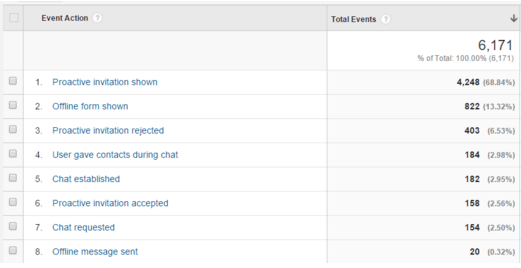 Event Action ? Total Events ?
6,171
% of Total: 100.00% (6,171)
1. Proactive invitation shown 4,248 (68.84%)
2. Offline form shown 822 (13.32%)
3. Proactive invitation rejected 403 (6.53%)
4. User gave contacts during chat 184 (2.98%)
5. Chat established 182 (2.95%)
6. Proactive invitation accepted 158 (2.56%)
7. Chat requested 154 (2.50%)
8. Offline message sent 20 (0.32%)